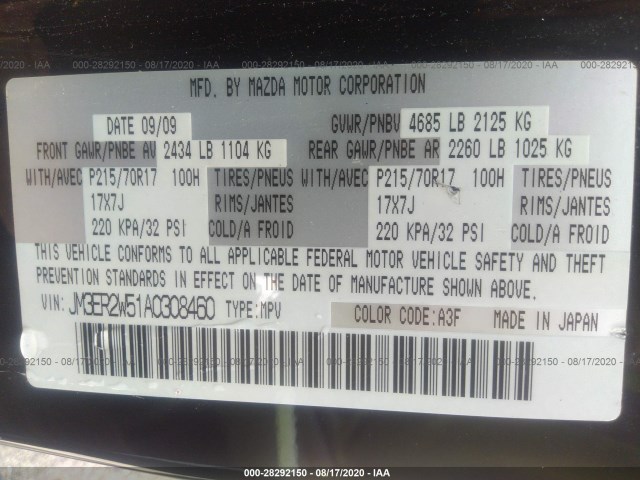 000-28292150 - 08/17/2020 - IAA
MFD. BY MAZDA MOTOR CORPORATION
DATE 09/09 GVWR/PNBV 4685 LB 2125 KG
FRONT GAWR/PNBE AV 2434 LB 1104 KG REAR GAWR/PNBE AR 2260 LB 1025 KG
WITH/AVEC P215/70R17 100H TIRES/PNEUS WITH/AVEC P215/70R17 100H TIRES/PNEUS
17X7J RIMS/JANTES 17X7J RIMS/JANTES
220 KPA/32 PSI COLD/A FROID 220 KPA/32 PSI COLD/A FROID
THIS VEHICLE CONFORMS TO ALL APPLICABLE FEDERAL MOTOR VEHICLE SAFETY AND THEFT
PREVENTION STANDARDS IN EFFECT ON THE DATE OF MANUFACTURE SHOWN ABOVE.
VIN: JM3ER2W51A0308460 TYPE:MPV COLOR CODE:A3F MADE IN JAPAN
000-28292150 - 08/17/2020 - IAA